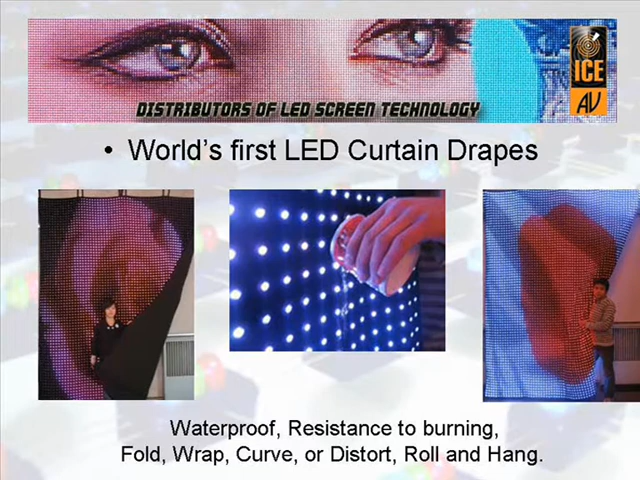 DISTRIBUTORS OF LED SCREEN TECHNOLOGY
ICE
AV
• World's first LED Curtain Drapes
Waterproof, Resistance to burning,
Fold, Wrap, Curve, or Distort, Roll and Hang.